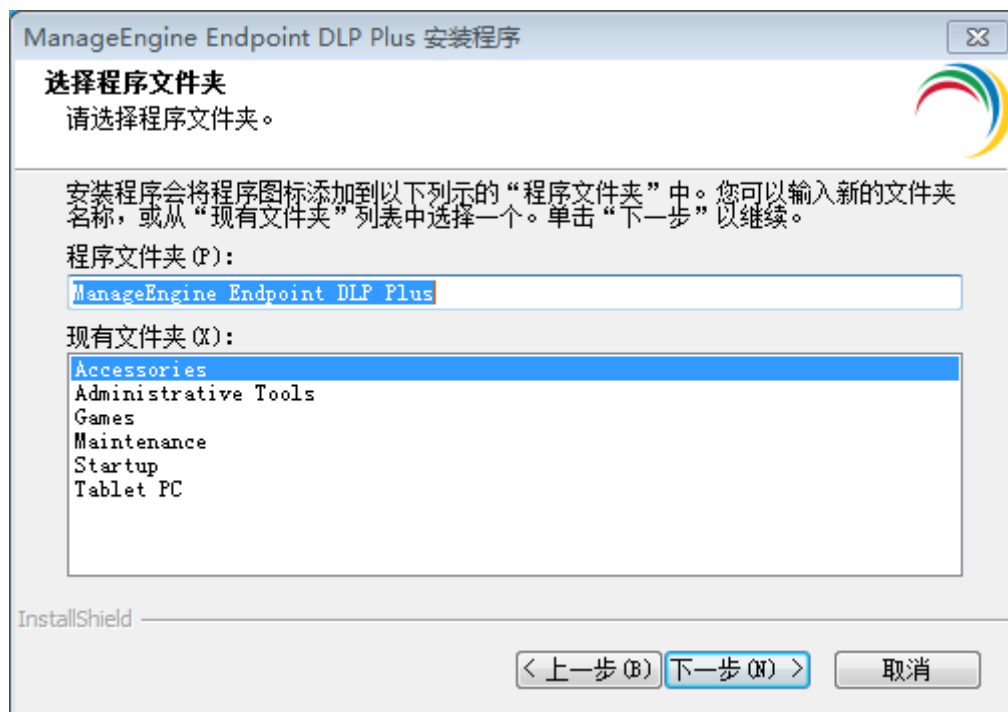 ManageEngine Endpoint DLP Plus 安装程序
选择程序文件夹
请选择程序文件夹。
安装程序会将程序图标添加到以下列示的“程序文件夹”中。您可以输入新的文件夹
名称，或从“现有文件夹”列表中选择一个。单击“下一步”以继续。
程序文件夹(P)：
ManageEngine Endpoint DLP Plus
现有文件夹(X)：
Accessories
Administrative Tools
Games
Maintenance
Startup
Tablet PC
InstallShield
< 上一步(B) 下一步(N) > 取消